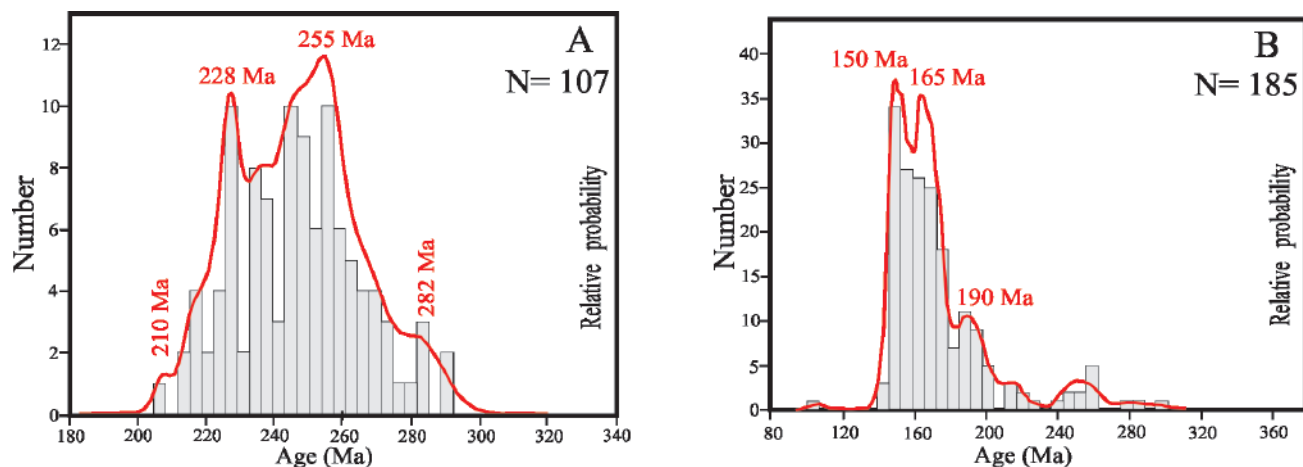 A
N= 107
255 Ma
228 Ma
210 Ma
282 Ma
12
10
8
6
4
2
0
Number
Relative probability
180 200 220 240 260 280 300 320 340
Age (Ma)
B
N= 185
150 Ma
165 Ma
190 Ma
40
35
30
25
20
15
10
5
0
Number
Relative probability
80 120 160 200 240 280 320 360
Age (Ma)